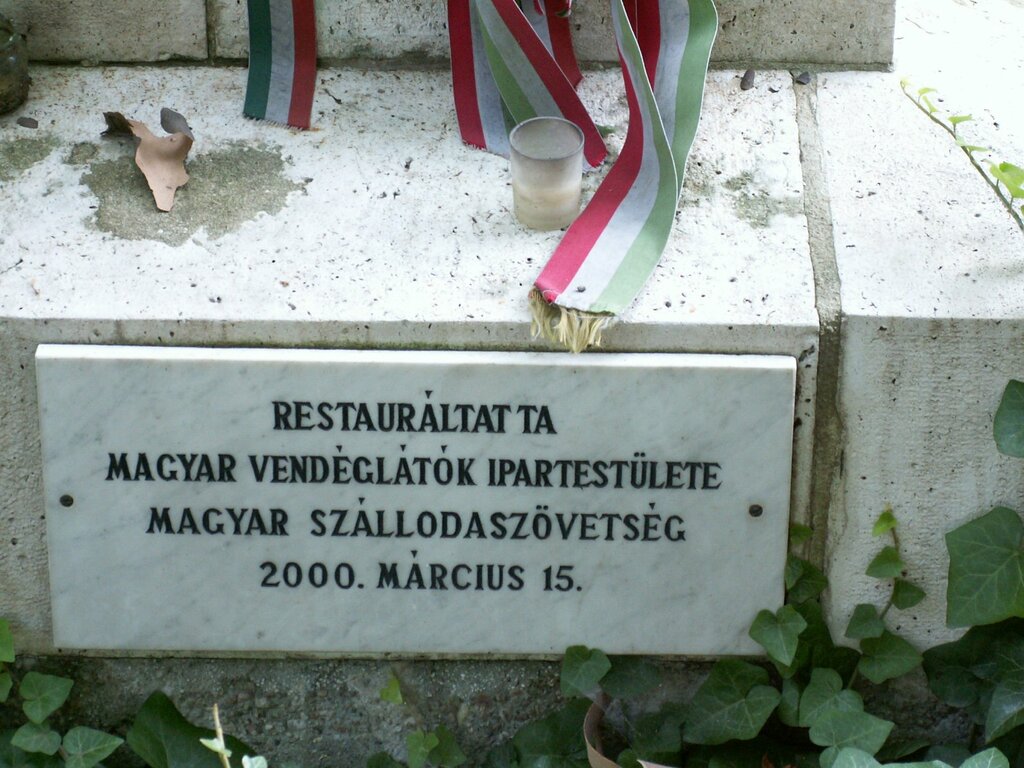 RESTAURÁLTATTA
MAGYAR VENDÉGLÁTÓK IPARTESTÜLETE
MAGYAR SZÁLLODASZÖVETSÉG
2000. MÁRCIUS 15.